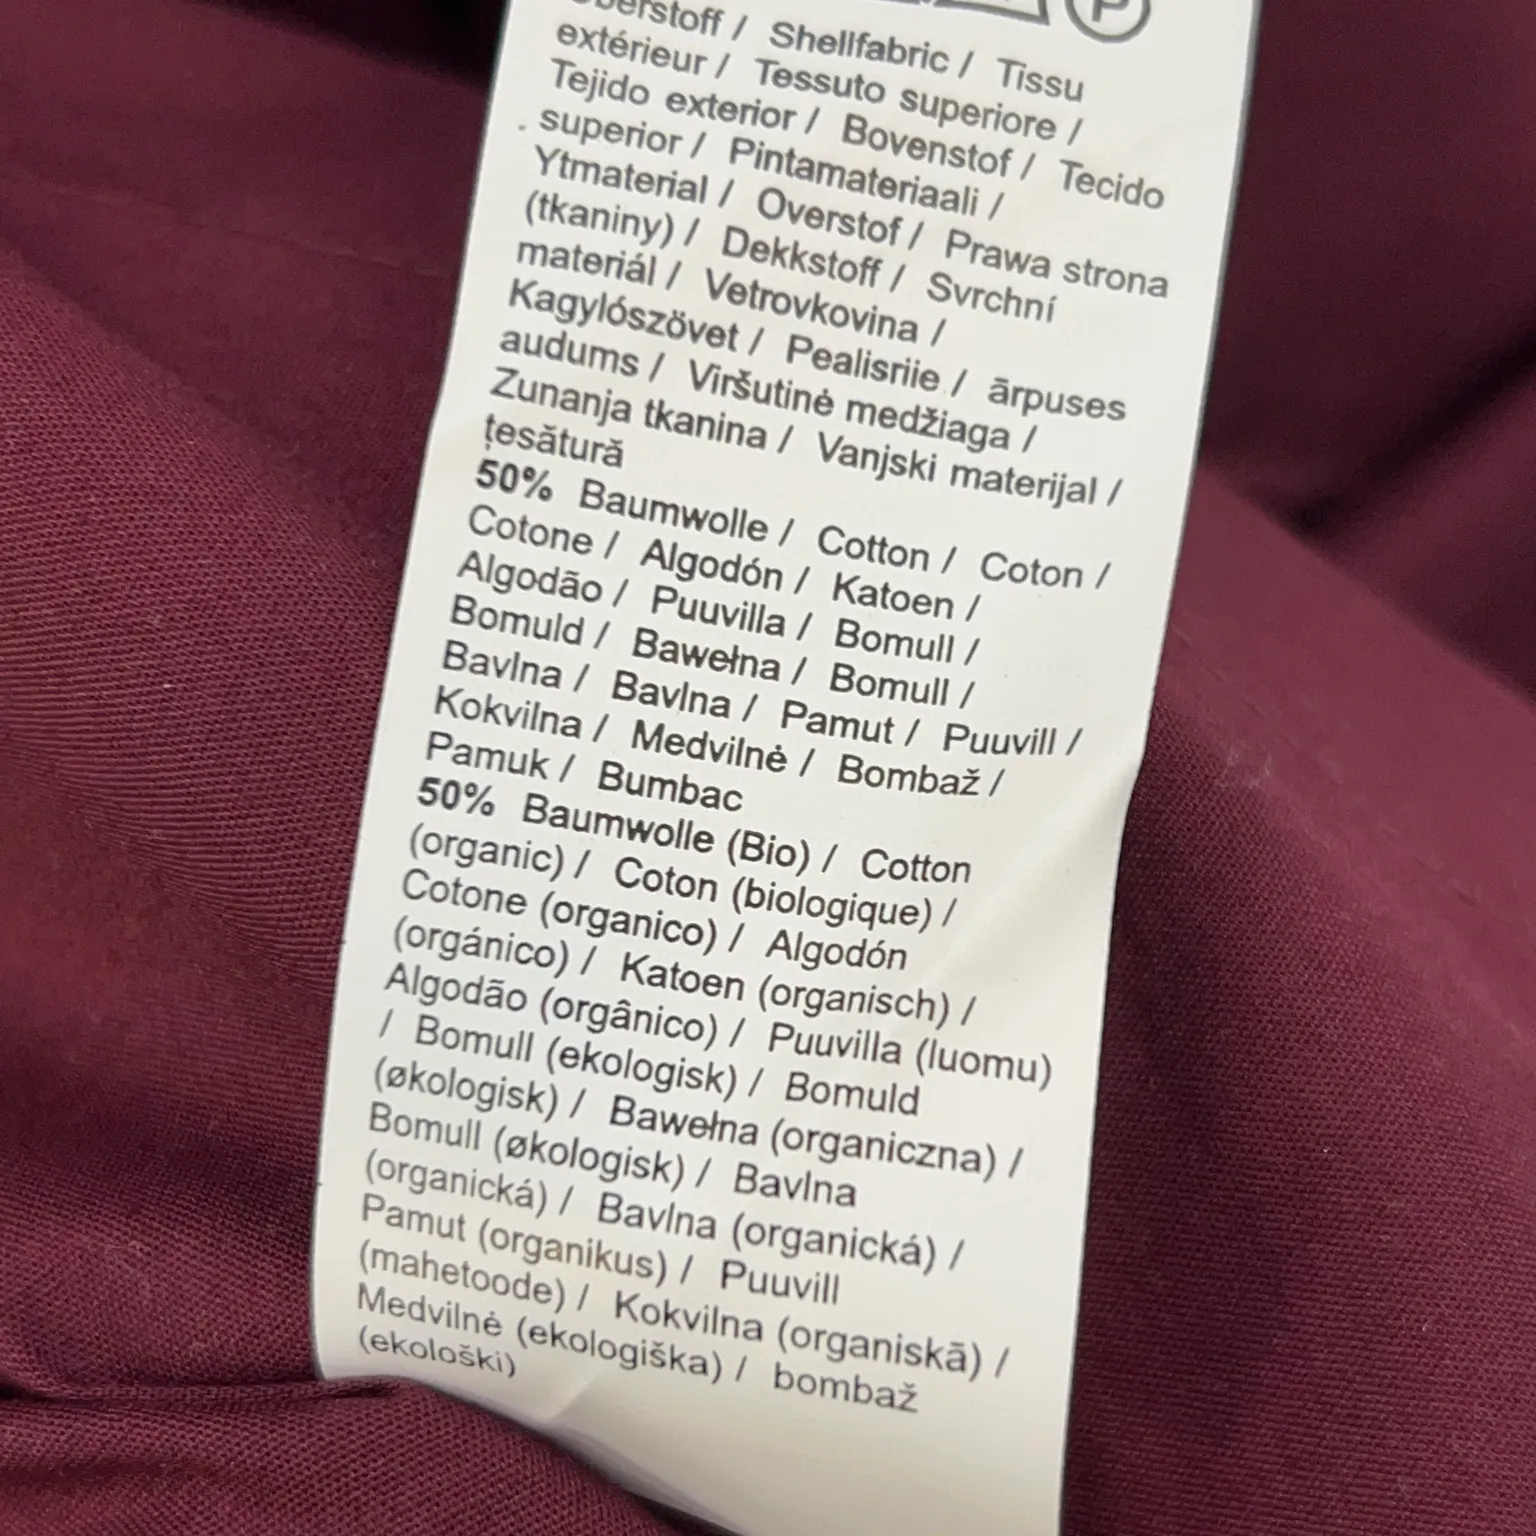 P
Oberstoff / Shellfabric / Tissu
extérieur / Tessuto superiore /
Tejido exterior / Bovenstof / Tecido
superior / Pintamateriaali /
Ytmaterial / Overstof / Prawa strona
(tkaniny) / Dekkstoff / Svrchní
materiál / Vetrovkovina /
Kagylószövet / Pealisriie / ārpuses
audums / Viršutinė medžiaga /
Zunanja tkanina / Vanjski materijal /
țesătură
50% Baumwolle / Cotton / Coton /
Cotone / Algodón / Katoen /
Algodão / Puuvilla / Bomull /
Bomuld / Bawełna / Bomull /
Bavlna / Bavlna / Pamut / Puuvill /
Kokvilna / Medvilnė / Bombaž /
Pamuk / Bumbac
50% Baumwolle (Bio) / Cotton
(organic) / Coton (biologique) /
Cotone (organico) / Algodón
(orgánico) / Katoen (organisch) /
Algodão (orgânico) / Puuvilla (luomu)
/ Bomull (ekologisk) / Bomuld
(økologisk) / Bawełna (organiczna) /
Bomull (økologisk) / Bavlna
(organická) / Bavlna (organická) /
Pamut (organikus) / Puuvill
(mahetoode) / Kokvilna (organiskā) /
Medvilnė (ekologiška) / bombaž
(ekološki)